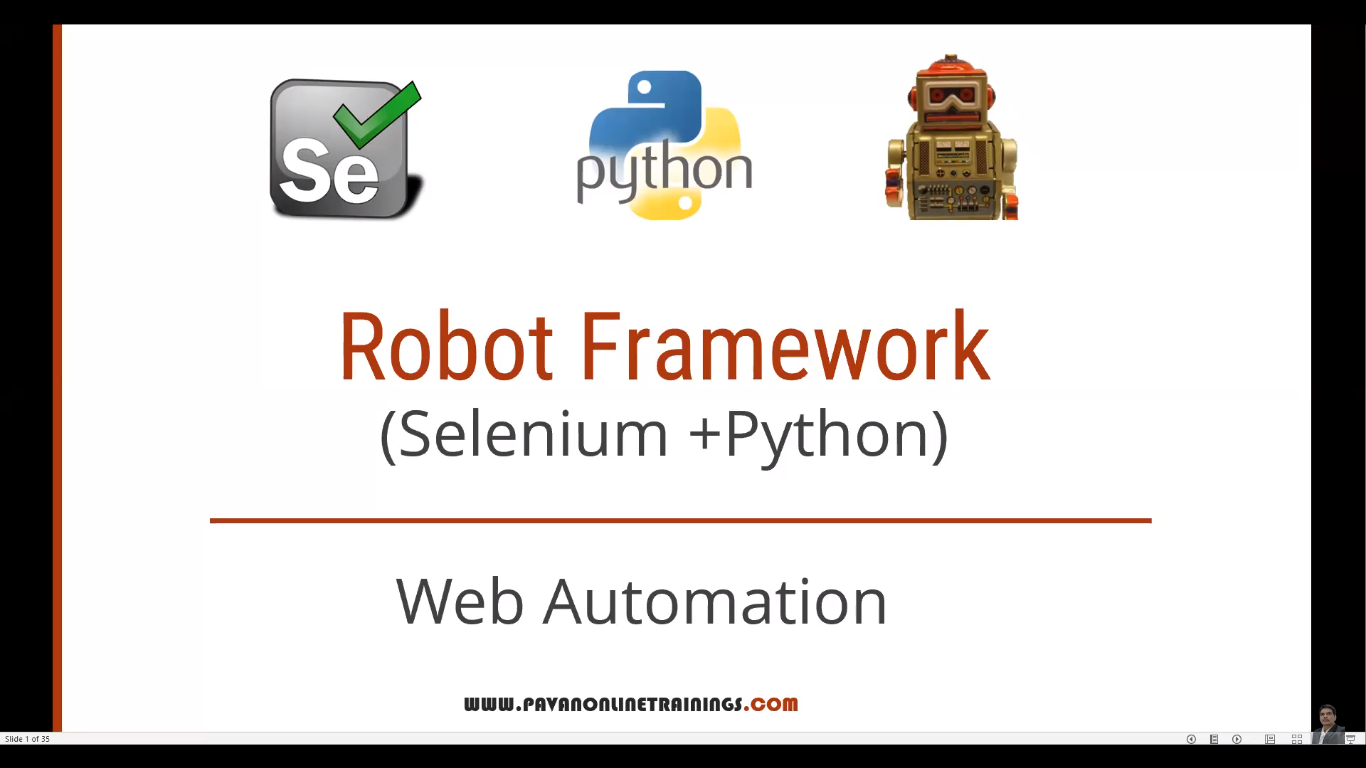 Se
python
Robot Framework
(Selenium +Python)
Web Automation
WWW.PAVANONLINETRAININGS.COM
Slide 1 of 35